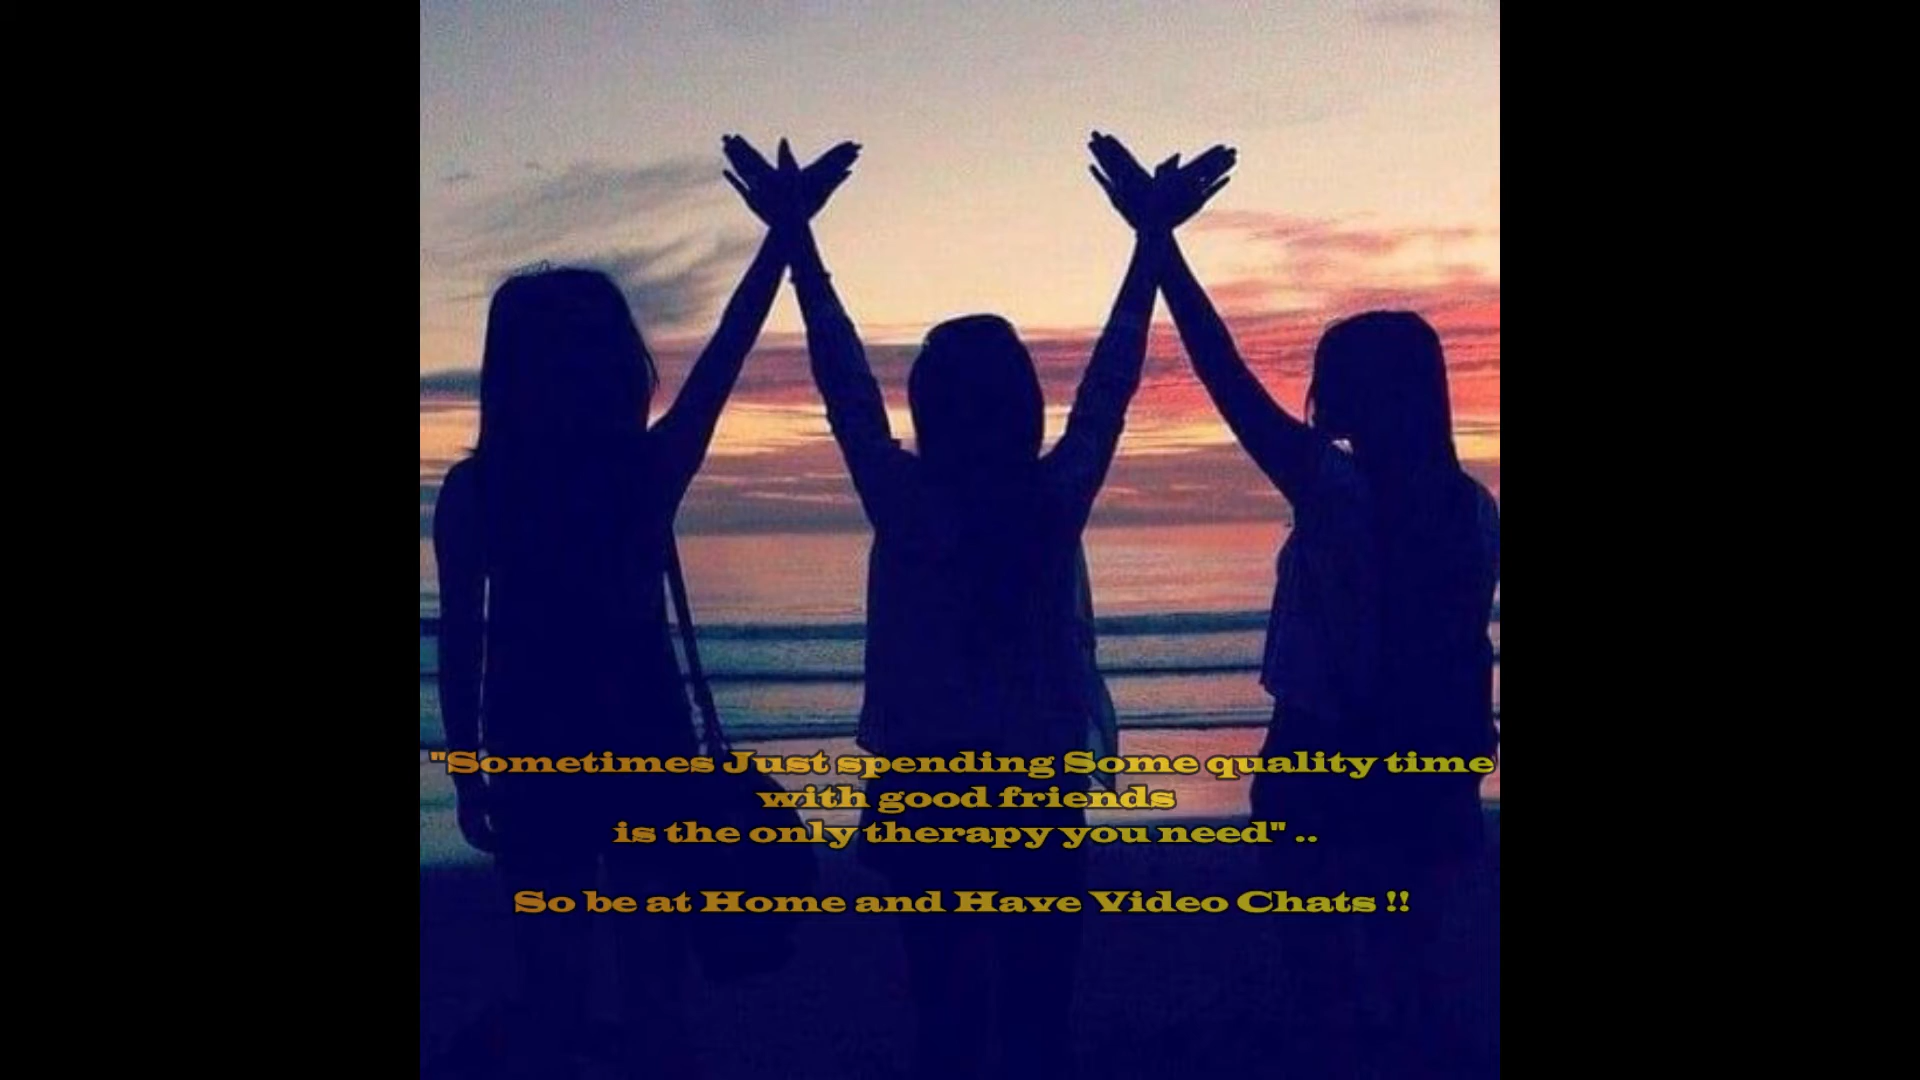 "Sometimes Just spending Some quality time
with good friends
is the only therapy you need" ..
So be at Home and Have Video Chats !!